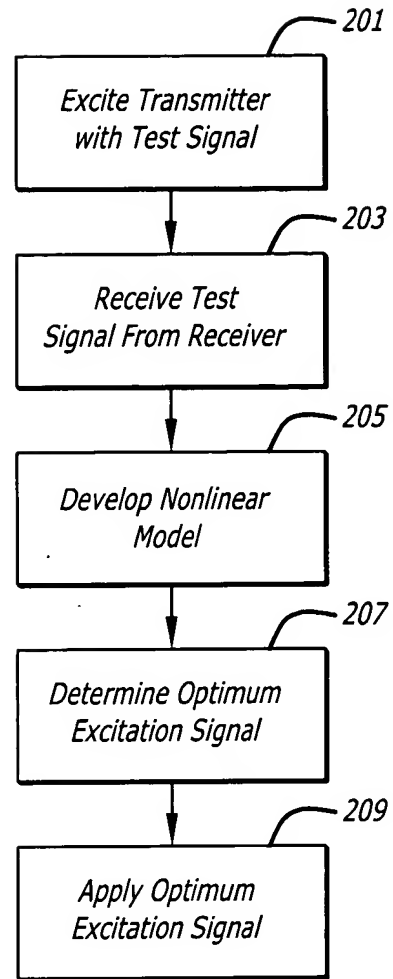 201
Excite Transmitter
with Test Signal
203
Receive Test
Signal From Receiver
205
Develop Nonlinear
Model
207
Determine Optimum
Excitation Signal
209
Apply Optimum
Excitation Signal